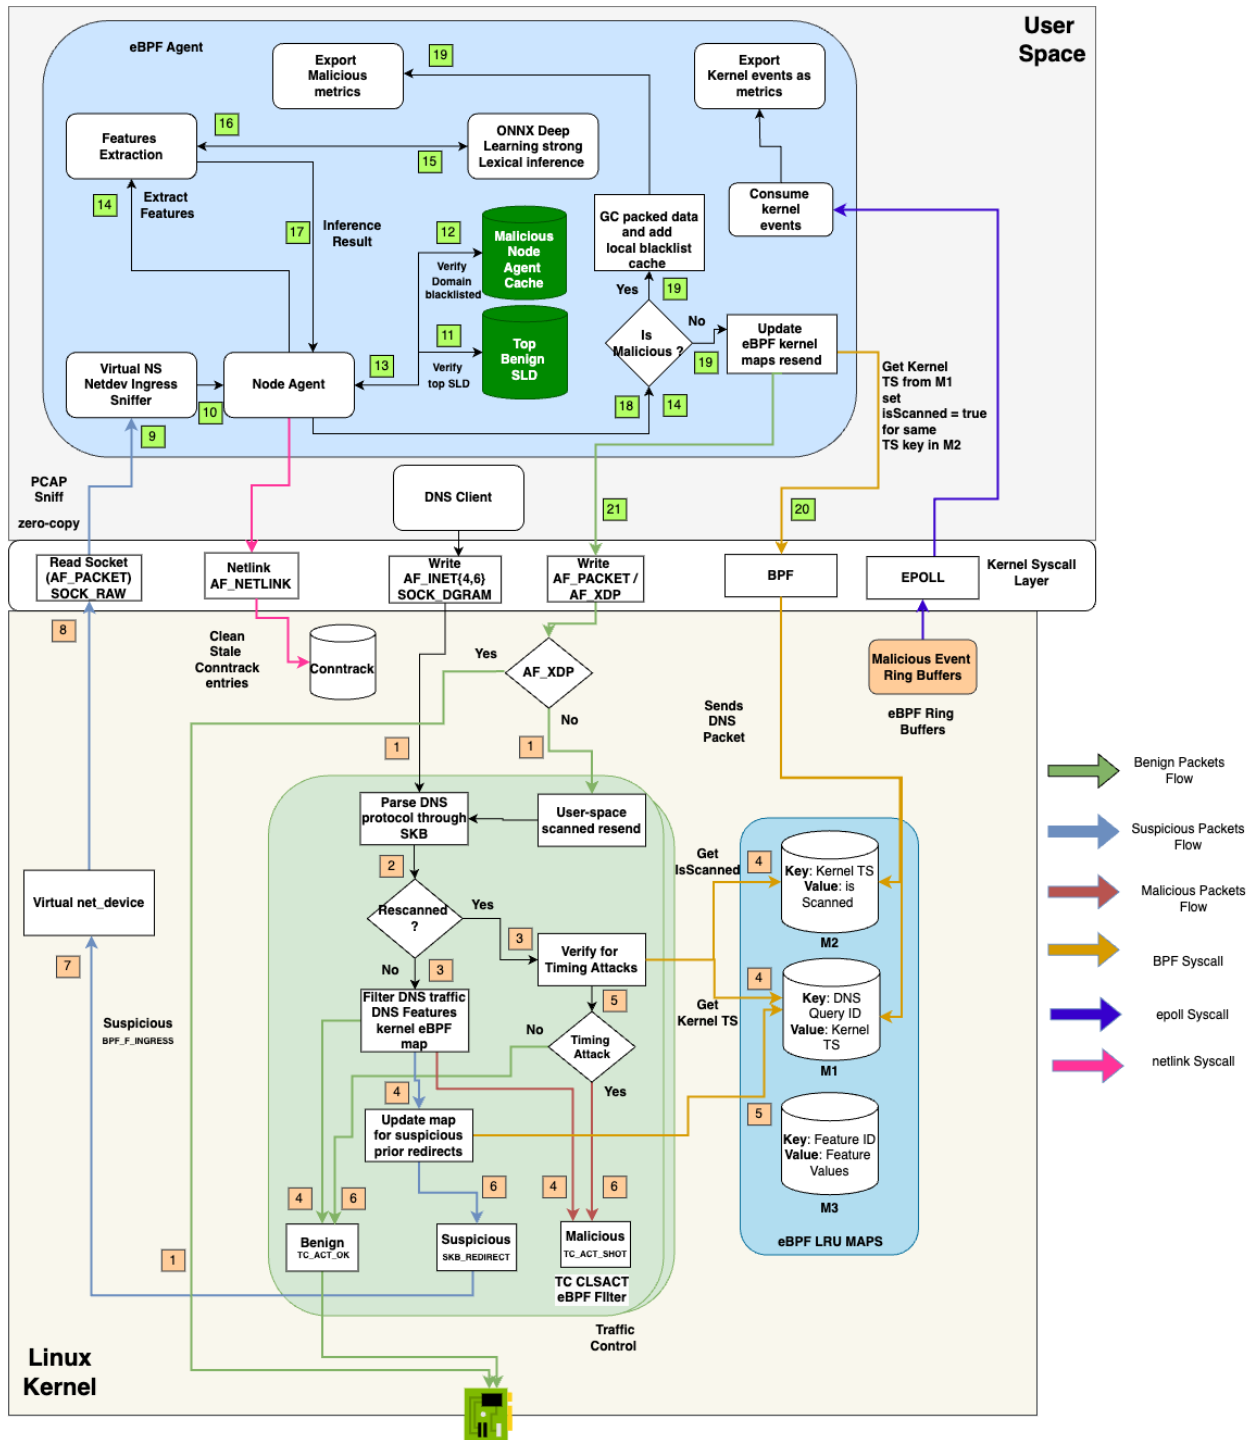 User
Space
eBPF Agent
Export
Malicious
metrics
19
Export
Kernel events as
metrics
Features
Extraction
16
15
ONNX Deep
Learning strong
Lexical inference
14
Extract
Features
17
Inference
Result
12
Verify
Domain
blacklisted
Malicious
Node
Agent
Cache
GC packed data
and add
local blacklist
cache
Consume
kernel
events
Yes
19
11
Verify
top SLD
Top
Benign
SLD
Is
Malicious ?
No
19
Update
eBPF kernel
maps resend
Virtual NS
Netdev Ingress
Sniffer
10
Node Agent
13
18
14
Get Kernel
TS from M1
set
isScanned = true
for same
TS key in M2
9
PCAP
Sniff
zero-copy
DNS Client
21
20
Read Socket
(AF_PACKET)
SOCK_RAW
Netlink
AF_NETLINK
Write
AF_INET{4,6}
SOCK_DGRAM
Write
AF_PACKET /
AF_XDP
BPF
EPOLL
Kernel Syscall
Layer
8
Clean
Stale
Conntrack
entries
Conntrack
Yes
AF_XDP
No
Malicious Event
Ring Buffers
eBPF Ring
Buffers
Sends
DNS
Packet
1
1
Parse DNS
protocol through
SKB
User-space
scanned resend
2
Rescanned
?
Yes
3
No
3
Verify for
Timing Attacks
Get
IsScanned
4
Key: Kernel TS
Value: is
Scanned
M2
Virtual net_device
7
Suspicious
BPF_F_INGRESS
Filter DNS traffic
DNS Features
kernel eBPF
map
5
No
Timing
Attack
Yes
Get
Kernel TS
4
Key: DNS
Query ID
Value: Kernel
TS
M1
4
Update map
for suspicious
prior redirects
5
Key: Feature ID
Value: Feature
Values
M3
eBPF LRU MAPS
4
6
6
4
6
Benign
TC_ACT_OK
Suspicious
SKB_REDIRECT
Malicious
TC_ACT_SHOT
TC CLSACT
eBPF FIlter
1
Traffic
Control
Linux
Kernel
Benign Packets
Flow
Suspicious Packets
Flow
Malicious Packets
Flow
BPF Syscall
epoll Syscall
netlink Syscall